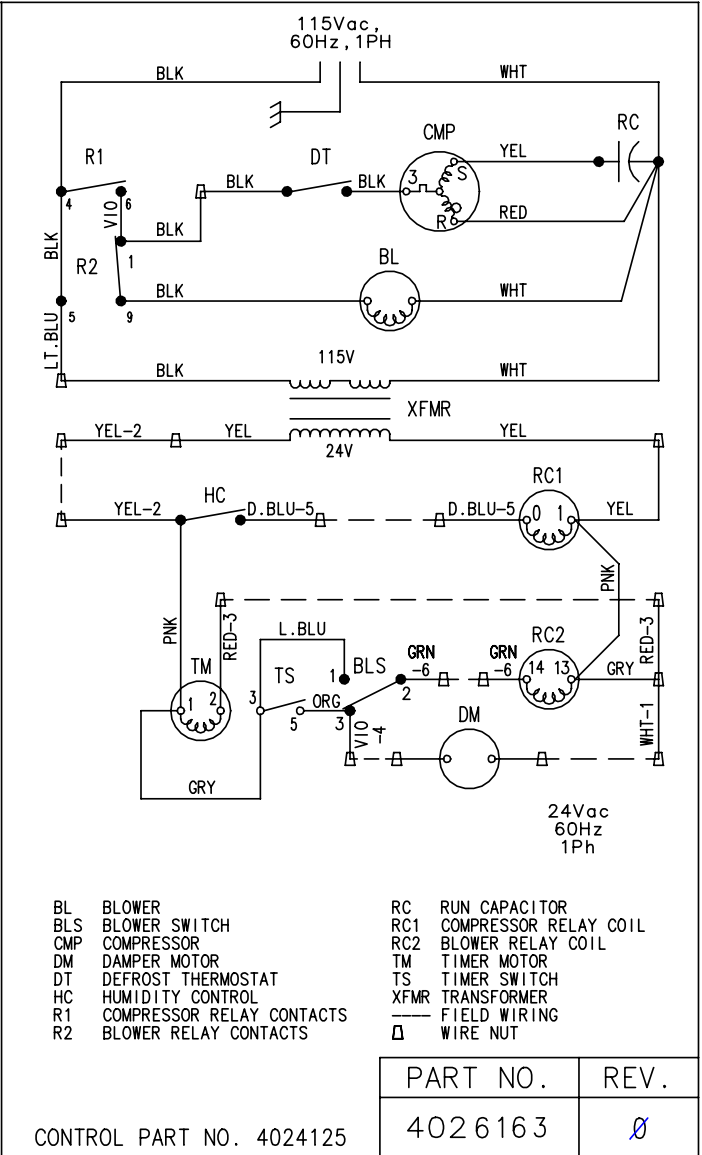 115Vac,
60Hz,1PH
BLK WHT
R1 DT CMP YEL RC
BLK BLK 3 S
4 6 R RED
VIO BLK
BLK R2 1 BL
BLK WHT
5 9
LT.BLU 115V
BLK WHT
XFMR
YEL-2 YEL YEL
24V
HC RC1
YEL-2 D.BLU-5 D.BLU-5 0 1 YEL
PNK
PNK RED-3 L.BLU GRN GRN RC2 RED-3
-6 -6
TM TS 1 BLS 14 13 GRY
1 2 3 ORG 2
5 3 DM
VIO
-4 WHT-1
GRY
24Vac
60Hz
1Ph
BL BLOWER
BLS BLOWER SWITCH
CMP COMPRESSOR
DM DAMPER MOTOR
DT DEFROST THERMOSTAT
HC HUMIDITY CONTROL
R1 COMPRESSOR RELAY CONTACTS
R2 BLOWER RELAY CONTACTS
RC RUN CAPACITOR
RC1 COMPRESSOR RELAY COIL
RC2 BLOWER RELAY COIL
TM TIMER MOTOR
TS TIMER SWITCH
XFMR TRANSFORMER
---- FIELD WIRING
WIRE NUT
PART NO. REV.
4026163 0
CONTROL PART NO. 4024125